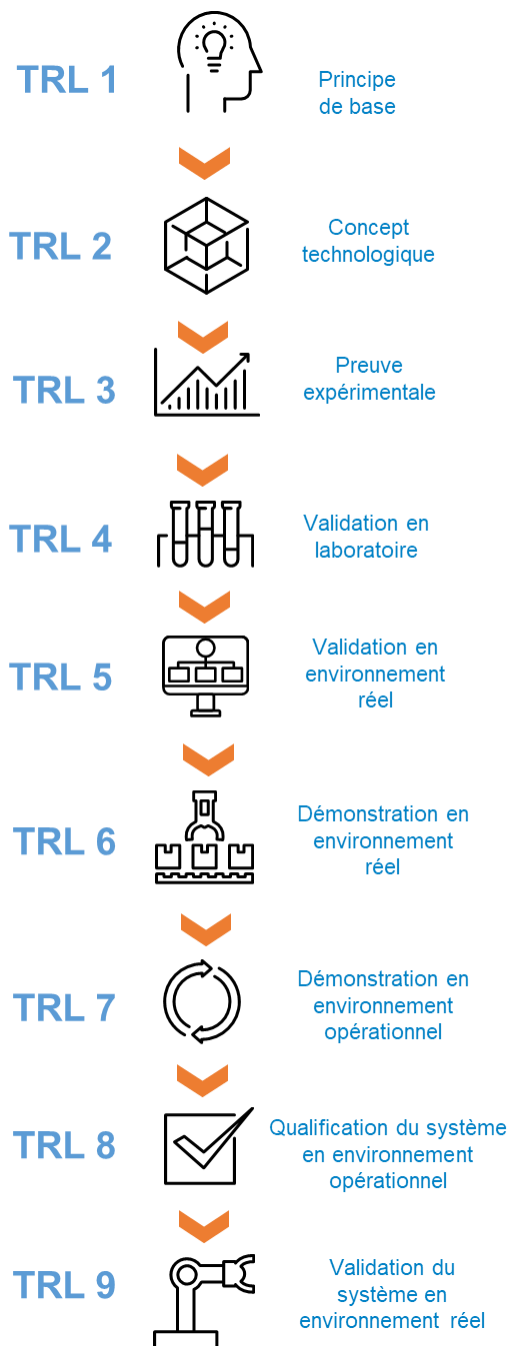 TRL 1
Principe
de base
TRL 2
Concept
technologique
TRL 3
Preuve
expérimentale
TRL 4
Validation en
laboratoire
TRL 5
Validation en
environnement
réel
TRL 6
Démonstration en
environnement
réel
TRL 7
Démonstration en
environnement
opérationnel
TRL 8
Qualification du système
en environnement
opérationnel
TRL 9
Validation du
système en
environnement réel